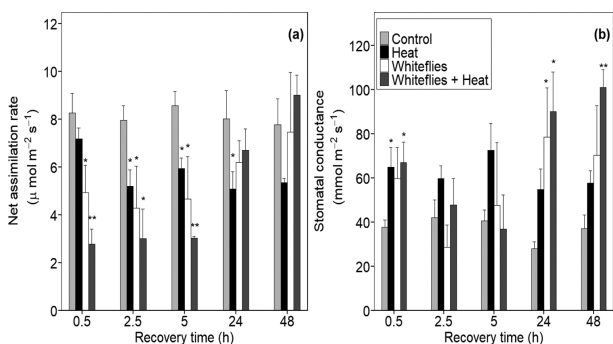 (a)
Net assimilation rate
(μ mol m⁻² s⁻¹)
12
10
8
6
4
2
0
* ** * * * * * ** *
0.5 2.5 5 24 48
Recovery time (h)
(b)
Control
Heat
Whiteflies
Whiteflies + Heat
Stomatal conductance
(mmol m⁻² s⁻¹)
120
100
80
60
40
20
0
* * * * **
0.5 2.5 5 24 48
Recovery time (h)